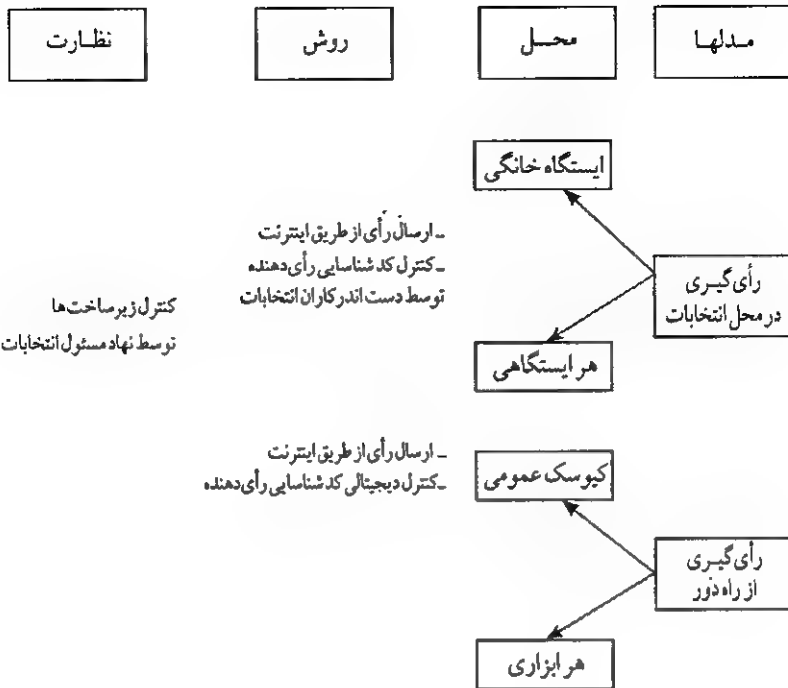 مدلها
محل
روش
نظارت
ایستگاه خانگی
ـ ارسال رأی از طریق اینترنت
ـ کنترل کد شناسایی رأی‌دهنده
توسط دست اندرکاران انتخابات
رأی‌گیری
در محل انتخابات
کنترل زیرساخت‌ها
توسط نهاد مسئول انتخابات
هر ایستگاهی
ـ ارسال رأی از طریق اینترنت
ـ کنترل دیجیتالی کد شناسایی رأی‌دهنده
کیوسک عمومی
رأی‌گیری
از راه دور
هر ابزاری